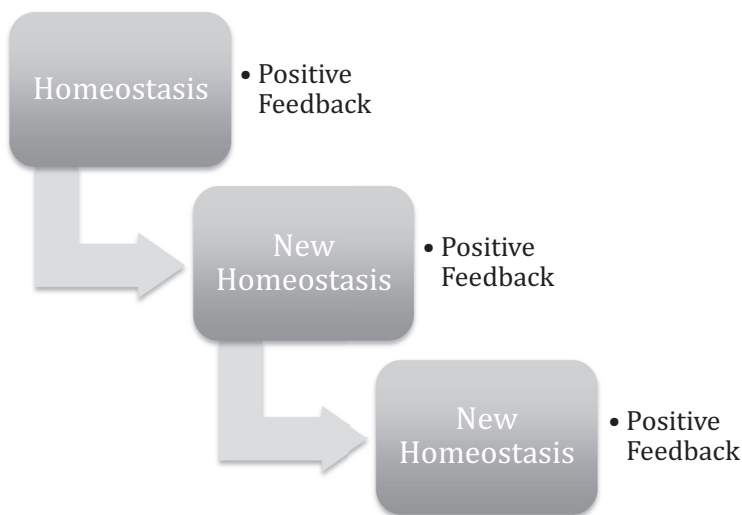 Homeostasis
• Positive
Feedback
New
Homeostasis
• Positive
Feedback
New
Homeostasis
• Positive
Feedback